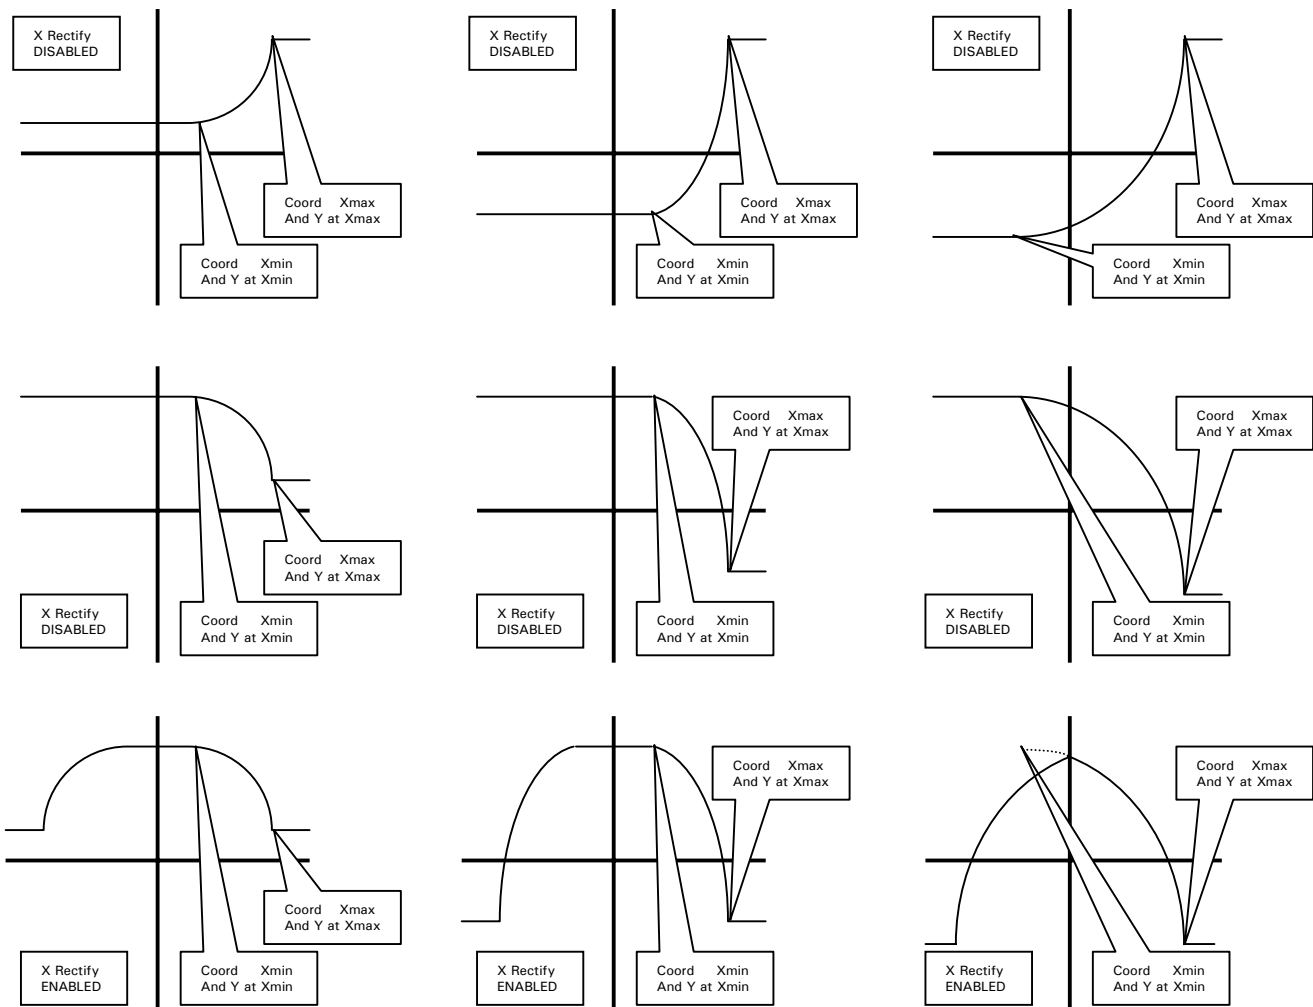 X Rectify
DISABLED
Coord Xmax
And Y at Xmax
Coord Xmin
And Y at Xmin
X Rectify
DISABLED
Coord Xmax
And Y at Xmax
Coord Xmin
And Y at Xmin
X Rectify
DISABLED
Coord Xmax
And Y at Xmax
Coord Xmin
And Y at Xmin
Coord Xmax
And Y at Xmax
X Rectify
DISABLED
Coord Xmin
And Y at Xmin
Coord Xmax
And Y at Xmax
X Rectify
DISABLED
Coord Xmin
And Y at Xmin
Coord Xmax
And Y at Xmax
X Rectify
DISABLED
Coord Xmin
And Y at Xmin
Coord Xmax
And Y at Xmax
X Rectify
ENABLED
Coord Xmin
And Y at Xmin
Coord Xmax
And Y at Xmax
X Rectify
ENABLED
Coord Xmin
And Y at Xmin
Coord Xmax
And Y at Xmax
X Rectify
ENABLED
Coord Xmin
And Y at Xmin